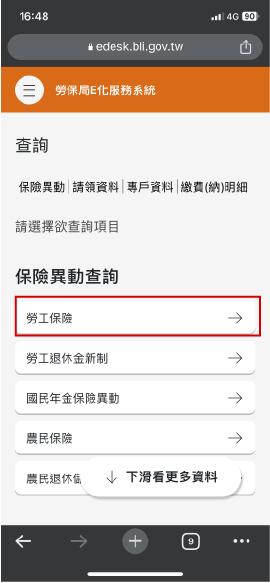 16:48
4G 90
edesk.bli.gov.tw
勞保局E化服務系統
查詢
保險異動 | 請領資料 | 專戶資料 | 繳費(納)明細
請選擇欲查詢項目
保險異動查詢
勞工保險
勞工退休金新制
國民年金保險異動
農民保險
農民退休
下滑看更多資料
9